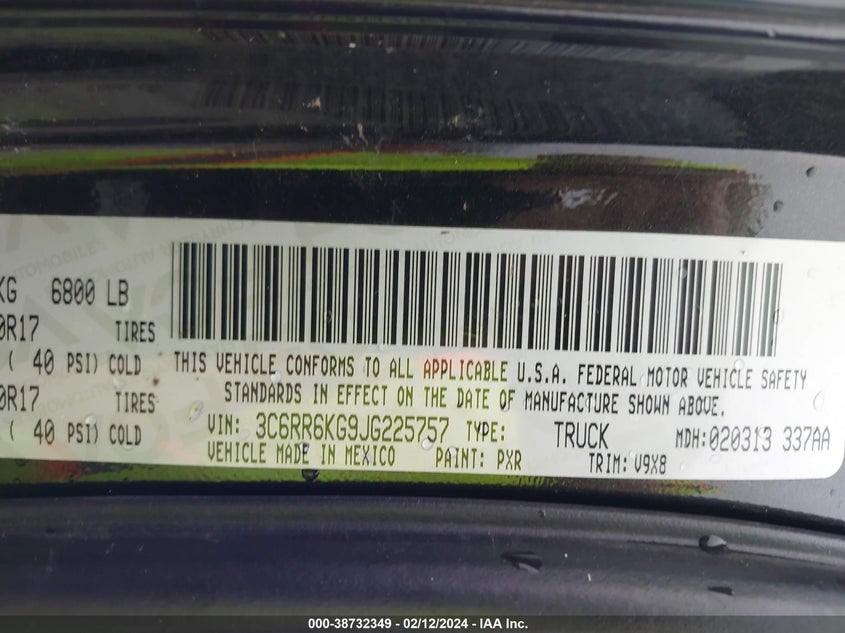 KG 6800 LB
0R17 TIRES
( 40 PSI) COLD
0R17 TIRES
( 40 PSI) COLD
THIS VEHICLE CONFORMS TO ALL APPLICABLE U.S.A. FEDERAL MOTOR VEHICLE SAFETY
STANDARDS IN EFFECT ON THE DATE OF MANUFACTURE SHOWN ABOVE.
VIN: 3C6RR6KG9JG225757 TYPE: TRUCK MDH:020313 337AA
VEHICLE MADE IN MEXICO PAINT: PXR TRIM: V9X8
000-38732349 - 02/12/2024 - IAA Inc.